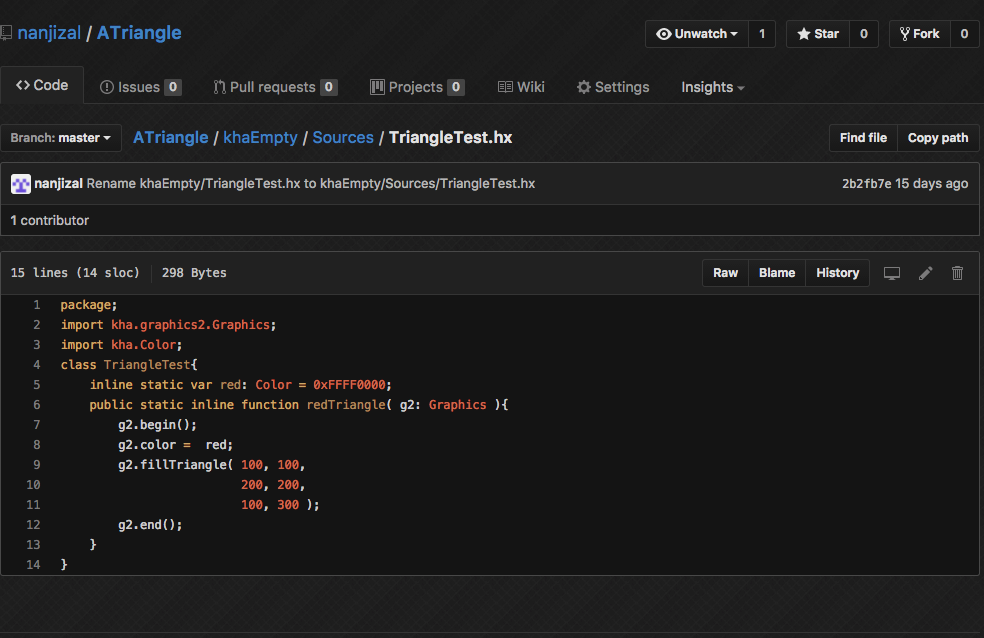 nanjizal / ATriangle
Unwatch 1 Star 0 Fork 0
<> Code Issues 0 Pull requests 0 Projects 0 Wiki Settings Insights
Branch: master ATriangle / khaEmpty / Sources / TriangleTest.hx Find file Copy path
nanjizal Rename khaEmpty/TriangleTest.hx to khaEmpty/Sources/TriangleTest.hx 2b2fb7e 15 days ago
1 contributor
15 lines (14 sloc) 298 Bytes Raw Blame History
1 package;
2 import kha.graphics2.Graphics;
3 import kha.Color;
4 class TriangleTest{
5 inline static var red: Color = 0xFFFF0000;
6 public static inline function redTriangle( g2: Graphics ){
7 g2.begin();
8 g2.color =  red;
9 g2.fillTriangle( 100, 100,
10 200, 200,
11 100, 300 );
12 g2.end();
13 }
14 }